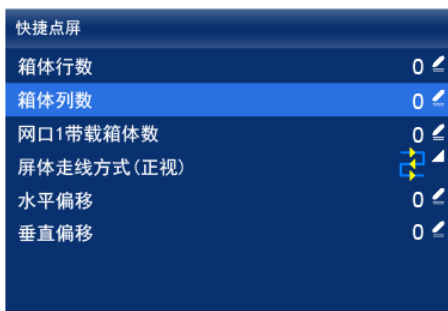 快捷点屏
箱体行数 0
箱体列数 0
网口1带载箱体数 0
屏体走线方式(正视)
水平偏移 0
垂直偏移 0